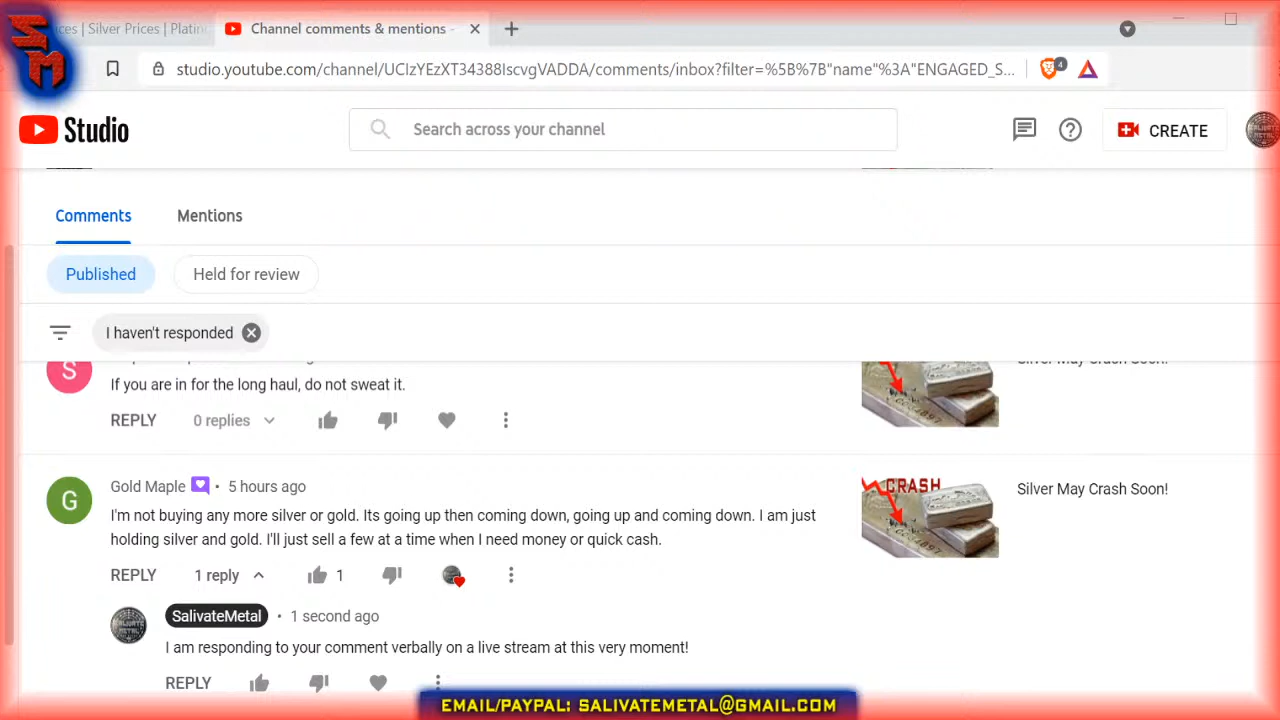 SM
ices | Silver Prices | Platin
Channel comments & mentions -
studio.youtube.com/channel/UCIzYEzXT34388IscvgVADDA/comments/inbox?filter=%5B%7B"name"%3A"ENGAGED_S...
4
Studio
Search across your channel
CREATE
Comments
Mentions
Published
Held for review
I haven't responded
S
If you are in for the long haul, do not sweat it.
REPLY
0 replies
Silver May Crash Soon!
G
Gold Maple • 5 hours ago
I'm not buying any more silver or gold. Its going up then coming down, going up and coming down. I am just
holding silver and gold. I'll just sell a few at a time when I need money or quick cash.
REPLY
1 reply
1
CRASH
Silver May Crash Soon!
SalivateMetal • 1 second ago
I am responding to your comment verbally on a live stream at this very moment!
REPLY
EMAIL/PAYPAL: SALIVATEMETAL@GMAIL.COM